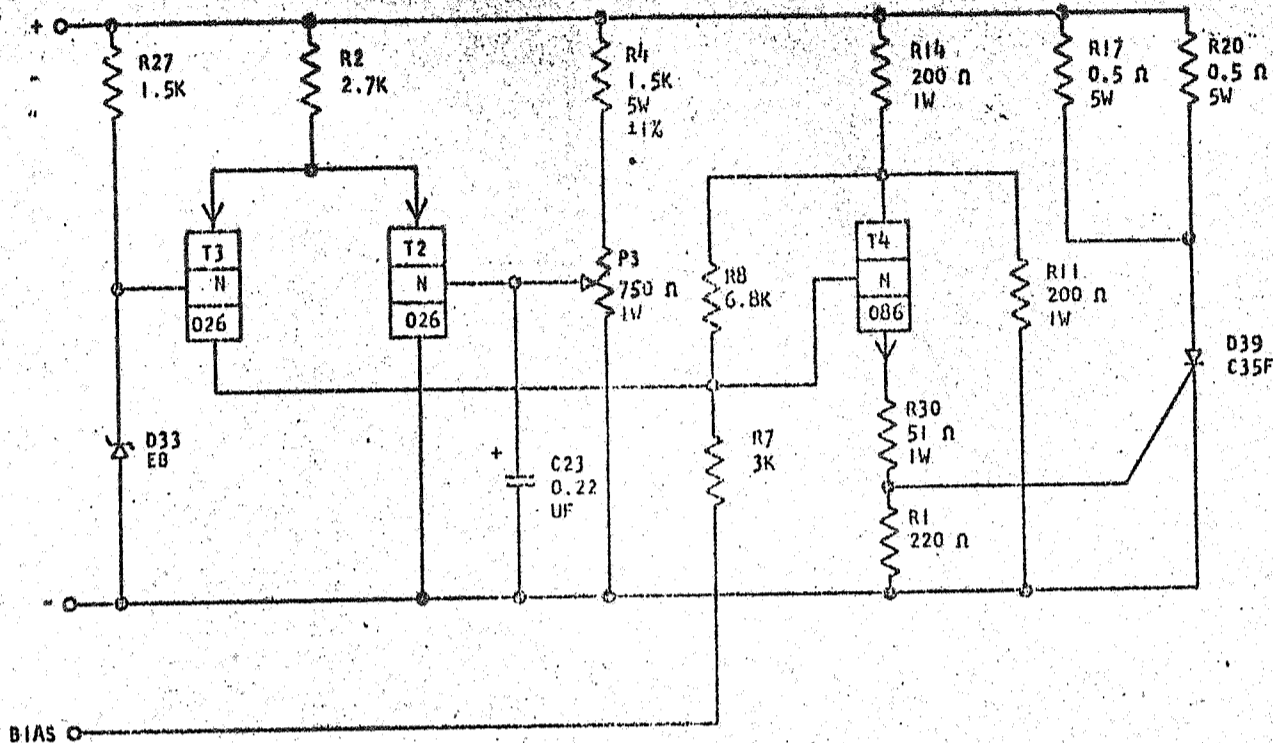 +
R27
1.5K
R2
2.7K
R4
1.5K
5W
±1%
R14
200 Ω
1W
R17
0.5 Ω
5W
R20
0.5 Ω
5W
T3
N
026
T2
N
026
P3
750 Ω
1W
R8
6.8K
T4
N
086
R11
200 Ω
1W
D39
C35F
D33
+
C23
0.22
UF
R7
3K
R30
51 Ω
1W
R1
220 Ω
-
BIAS